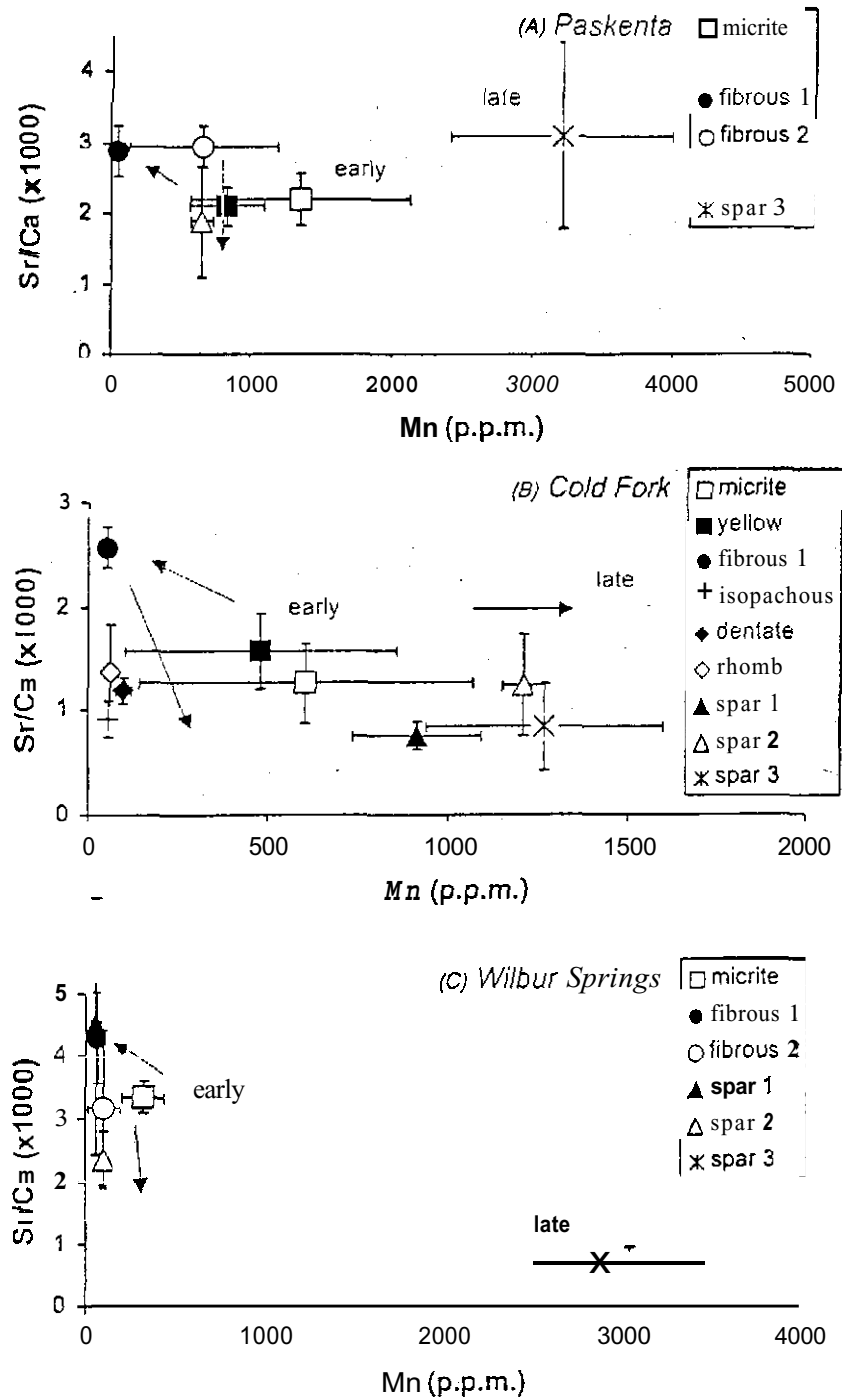 (A) Paskenta
micrite
fibrous 1
fibrous 2
spar 3
late
early
4
3
2
1
0
Sr/Ca (x1000)
0 1000 2000 3000 4000 5000
Mn (p.p.m.)
(B) Cold Fork
micrite
yellow
fibrous 1
isopachous
dentate
rhomb
spar 1
spar 2
spar 3
early
late
3
2
1
0
Sr/Ca (x1000)
0 500 1000 1500 2000
Mn (p.p.m.)
(C) Wilbur Springs
micrite
fibrous 1
fibrous 2
spar 1
spar 2
spar 3
early
late
5
4
3
2
1
0
Sr/Ca (x1000)
0 1000 2000 3000 4000
Mn (p.p.m.)